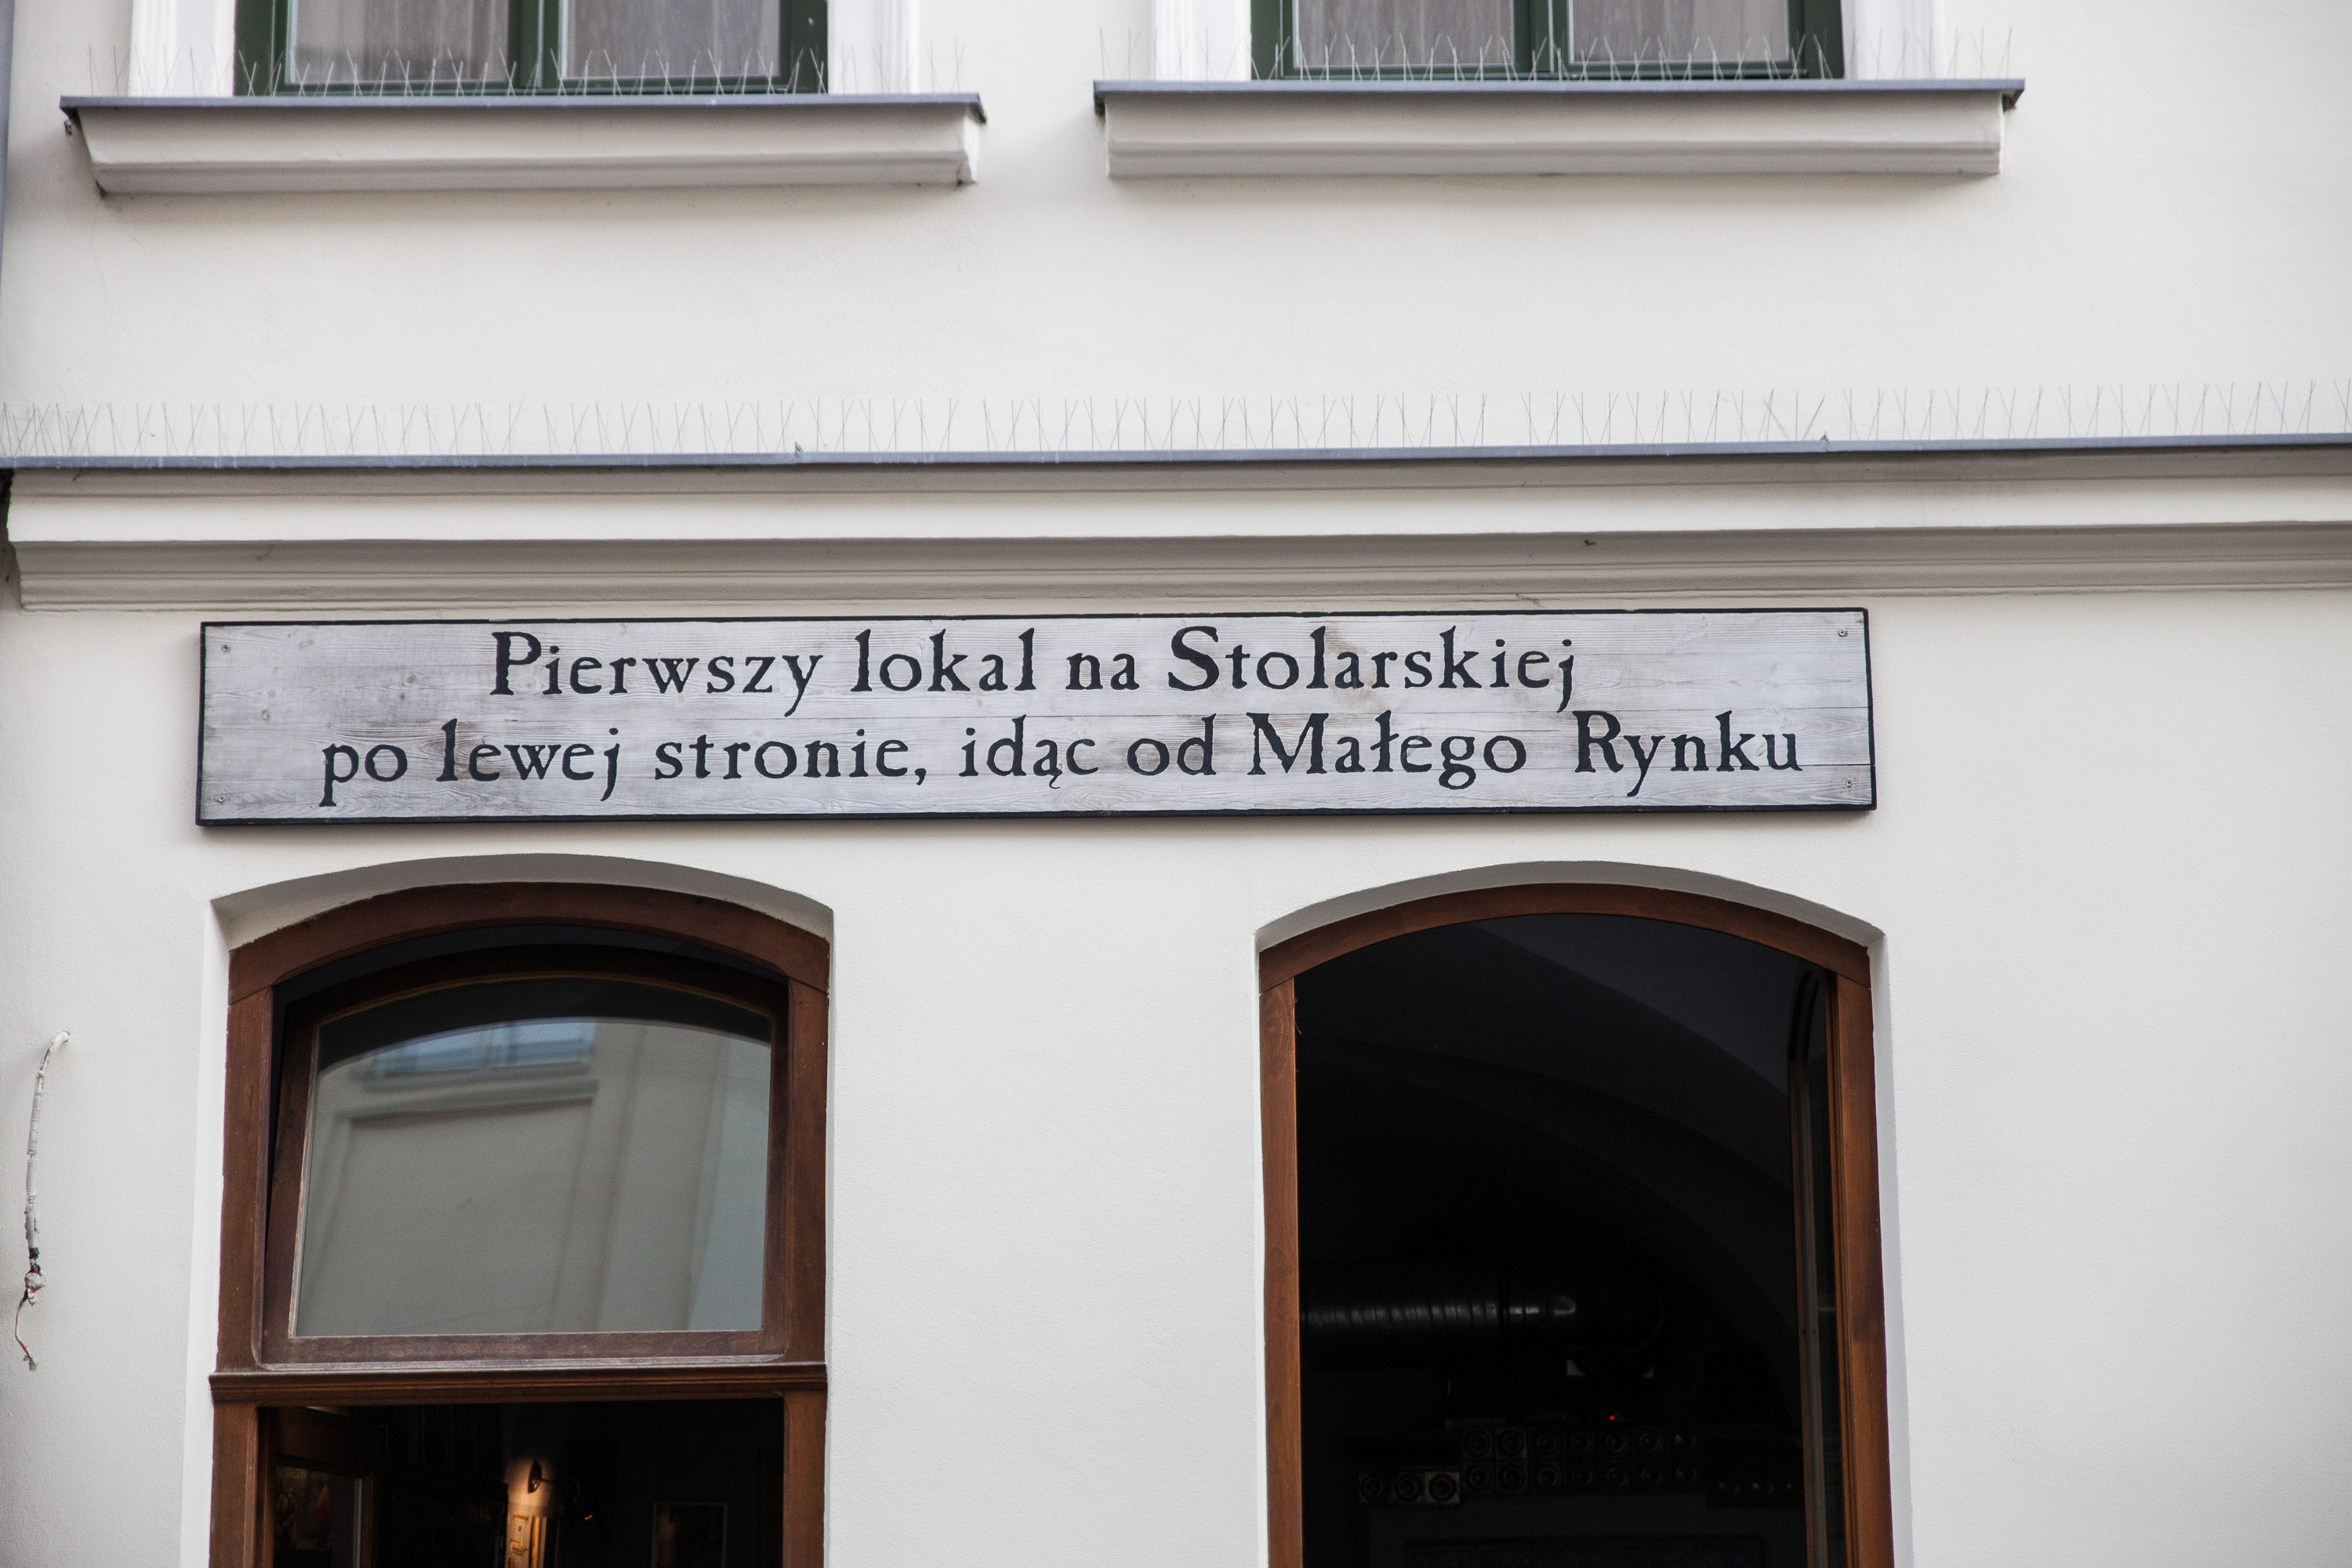 Pierwszy lokal na Stolarskiej
po lewej stronie, idąc od Małego Rynku